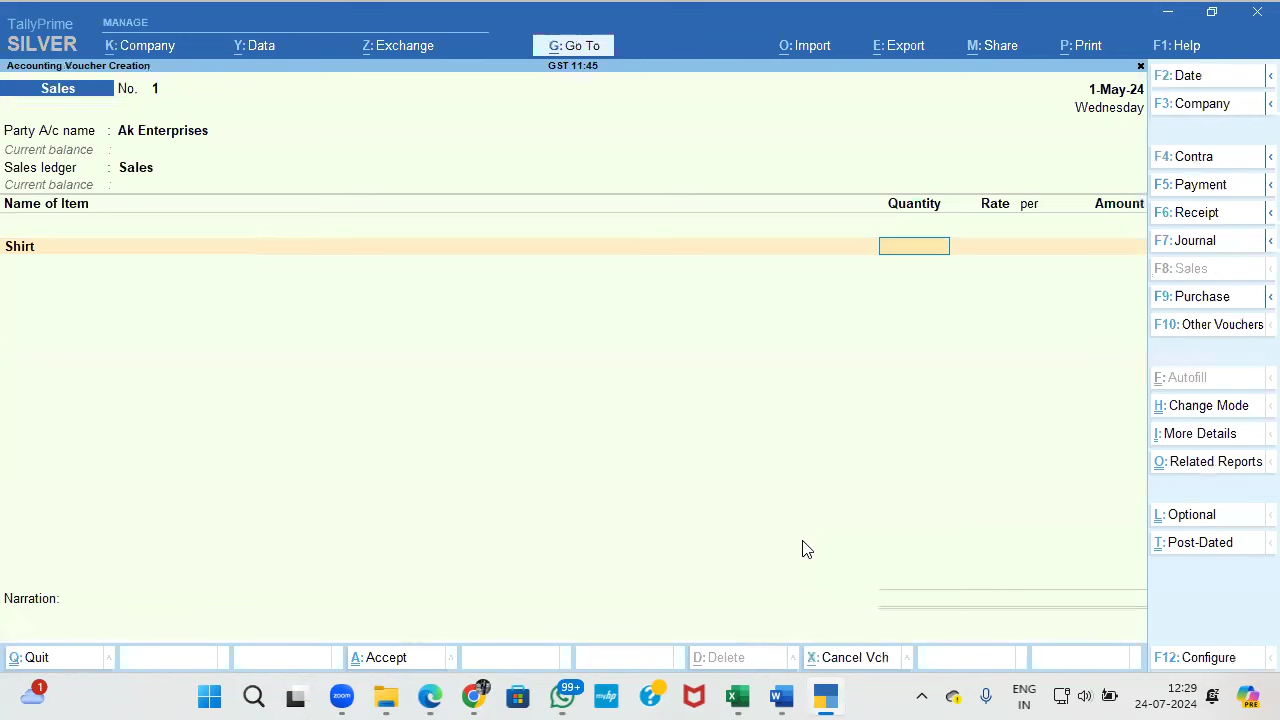 TallyPrime
MANAGE
SILVER
K: Company
Y: Data
Z: Exchange
G: Go To
O: Import
E: Export
M: Share
P: Print
F1: Help
Accounting Voucher Creation
GST 11:45
Sales No. 1
1-May-24
Wednesday
Party A/c name : Ak Enterprises
Current balance :
Sales ledger : Sales
Current balance :
Name of Item Quantity Rate per Amount
Shirt
Narration:
F2: Date
F3: Company
F4: Contra
F5: Payment
F6: Receipt
F7: Journal
F8: Sales
F9: Purchase
F10: Other Vouchers
F: Autofill
H: Change Mode
I: More Details
O: Related Reports
L: Optional
T: Post-Dated
F12: Configure
Q: Quit
A: Accept
D: Delete
X: Cancel Vch
1
zoom
99+
myhp
ENG
IN
12:29
24-07-2024
PRE